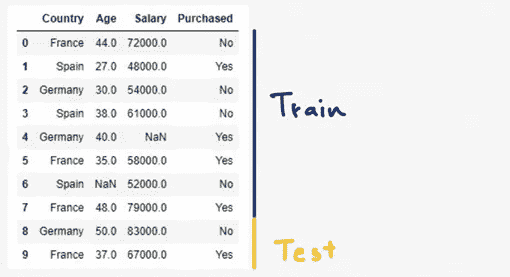 Country Age Salary Purchased
0 France 44.0 72000.0 No
1 Spain 27.0 48000.0 Yes
2 Germany 30.0 54000.0 No
3 Spain 38.0 61000.0 No
4 Germany 40.0 NaN Yes
5 France 35.0 58000.0 Yes
6 Spain NaN 52000.0 No
7 France 48.0 79000.0 Yes
8 Germany 50.0 83000.0 No
9 France 37.0 67000.0 Yes
Train
Test